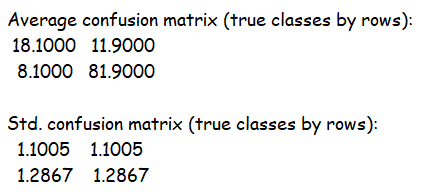 Average confusion matrix (true classes by rows):
18.1000 11.9000
8.1000 81.9000
Std. confusion matrix (true classes by rows):
1.1005 1.1005
1.2867 1.2867